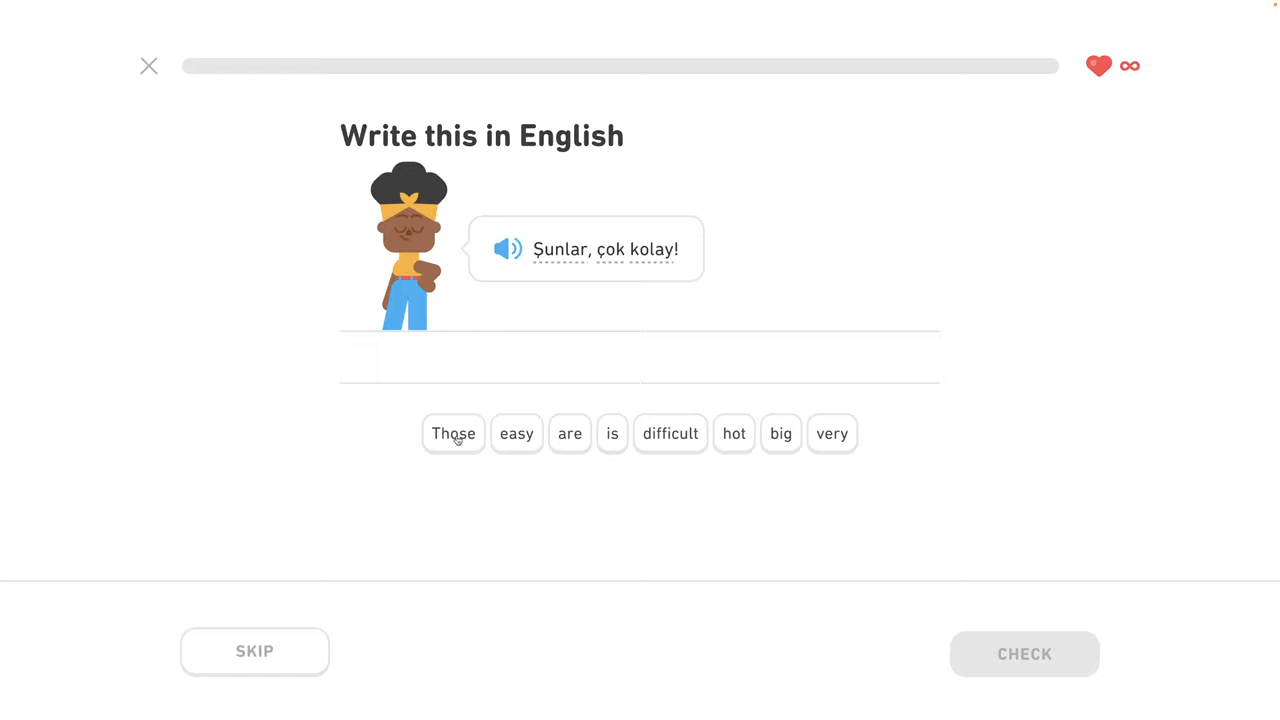 Write this in English
Şunlar, çok kolay!
Those easy are is difficult hot big very
SKIP CHECK